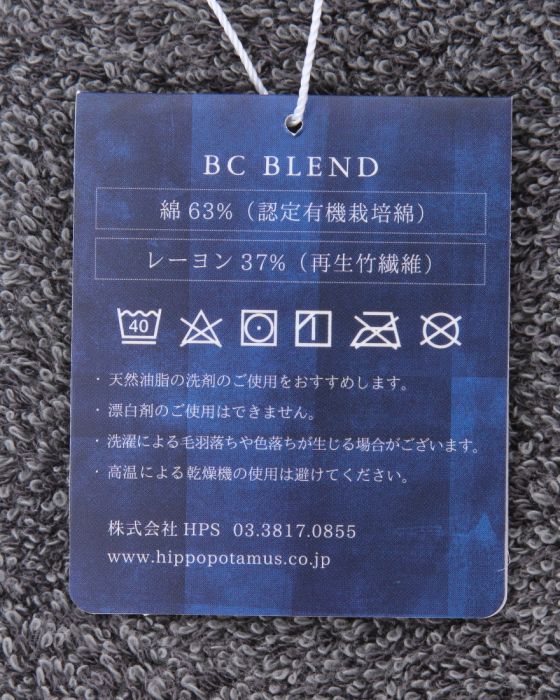 BC BLEND
綿 63%（認定有機栽培綿）
レーヨン 37%（再生竹繊維）
40
・天然油脂の洗剤のご使用をおすすめします。
・漂白剤のご使用はできません。
・洗濯による毛羽落ちや色落ちが生じる場合がございます。
・高温による乾燥機の使用は避けてください。
株式会社 HPS 03.3817.0855
www.hippopotamus.co.jp